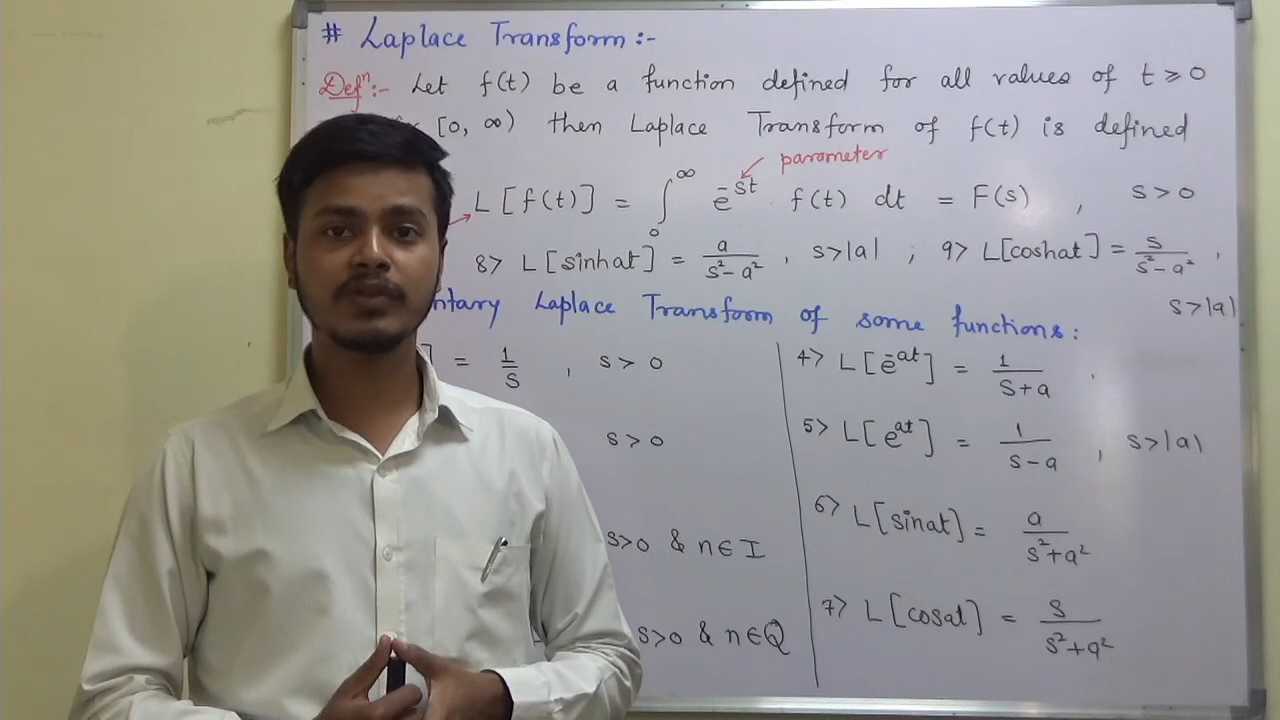 # Laplace Transform :-
Defⁿ:- Let f(t) be a function defined for all values of t ⩾ 0
[0, ∞) then Laplace Transform of f(t) is defined
parameter
L[f(t)] = ∫₀^∞ e^-st f(t) dt = F(s) , s > 0
8> L[sinhat] = a/(s²-a²) , s>|a| ; 9> L[coshat] = s/(s²-a²) ,
s>|a|
ntary Laplace Transform of some functions:
] = 1/s , s > 0
s > 0
s>0 & n∈I
s>0 & n∈Q
4> L[e^-at] = 1/(s+a) .
5> L[e^at] = 1/(s-a) , s>|a|
6> L[sinat] = a/(s²+a²)
7> L[cosat] = s/(s²+a²)